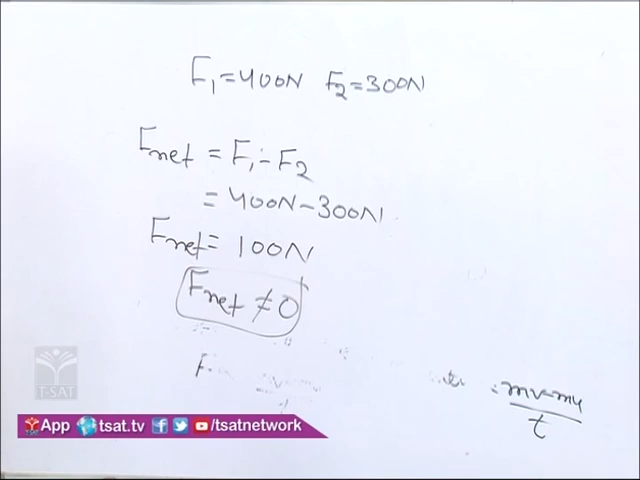 F₁ = 400N F₂ = 300N
Fnet = F₁ - F₂
= 400N - 300N
Fnet = 100N
Fnet ≠ 0
mv-mu
t
T-SAT
App tsat.tv /tsatnetwork